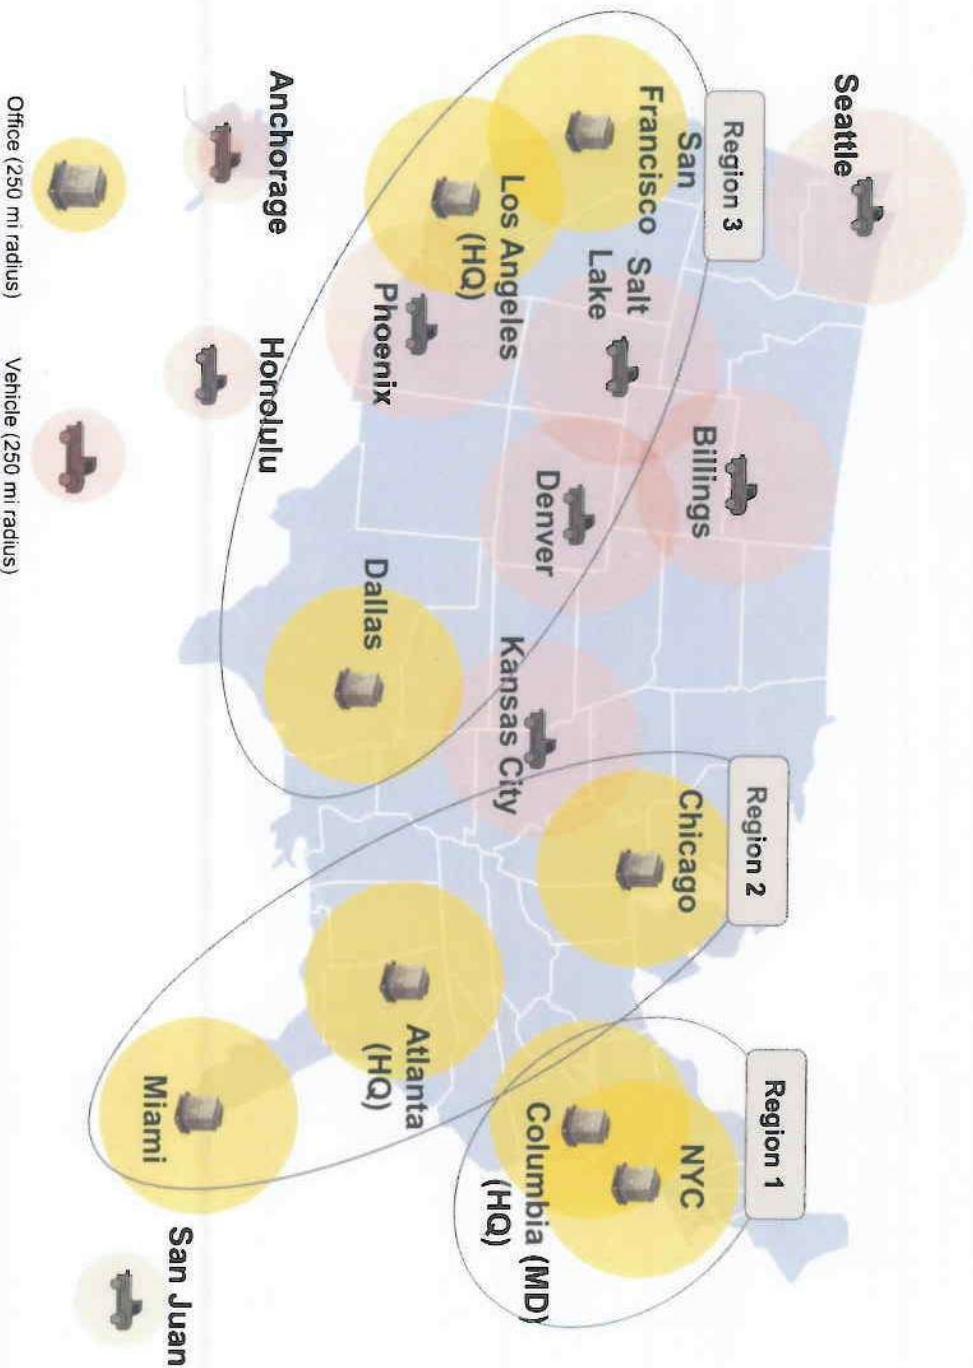 Seattle
Region 3
San
Francisco
Los Angeles
(HQ)
Salt
Lake
Phoenix
Billings
Denver
Dallas
Kansas City
Region 2
Chicago
Atlanta
(HQ)
Miami
Region 1
NYC
Columbia (MD)
(HQ)
San Juan
Anchorage
Honolulu
Office (250 mi radius)
Vehicle (250 mi radius)